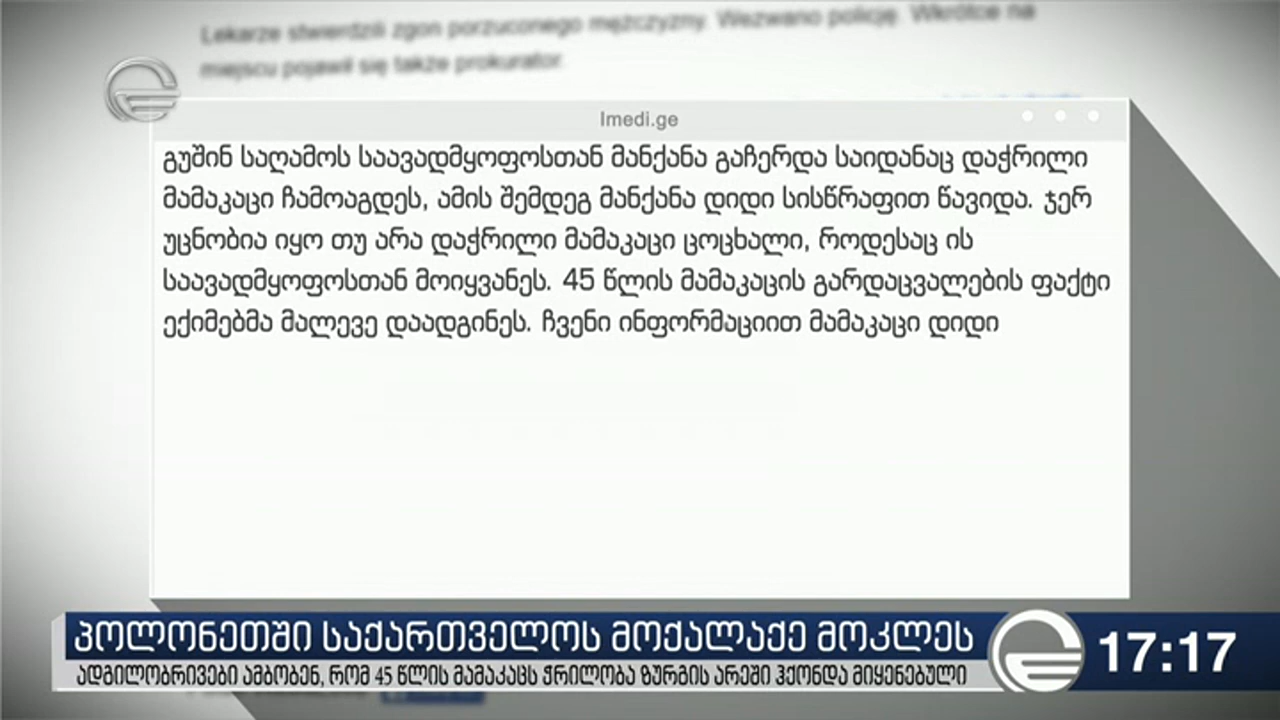 Lekarze stwierdzili zgon porzuconego mężczyzny. Wezwano policję. Wkrótce na
miejscu pojawił się także prokurator.
Imedi.ge
გუშინ საღამოს საავადმყოფოსთან მანქანა გაჩერდა საიდანაც დაჭრილი
მამაკაცი ჩამოაგდეს, ამის შემდეგ მანქანა დიდი სისწრაფით წავიდა. ჯერ
უცნობია იყო თუ არა დაჭრილი მამაკაცი ცოცხალი, როდესაც ის
საავადმყოფოსთან მოიყვანეს. 45 წლის მამაკაცის გარდაცვალების ფაქტი
ექიმებმა მალევე დაადგინეს. ჩვენი ინფორმაციით მამაკაცი დიდი
პოლონეთში საქართველოს მოქალაქე მოკლეს
ადგილობრივები ამბობენ, რომ 45 წლის მამაკაცს ჭრილობა ზურგის არეში ჰქონდა მიყენებული
17:17